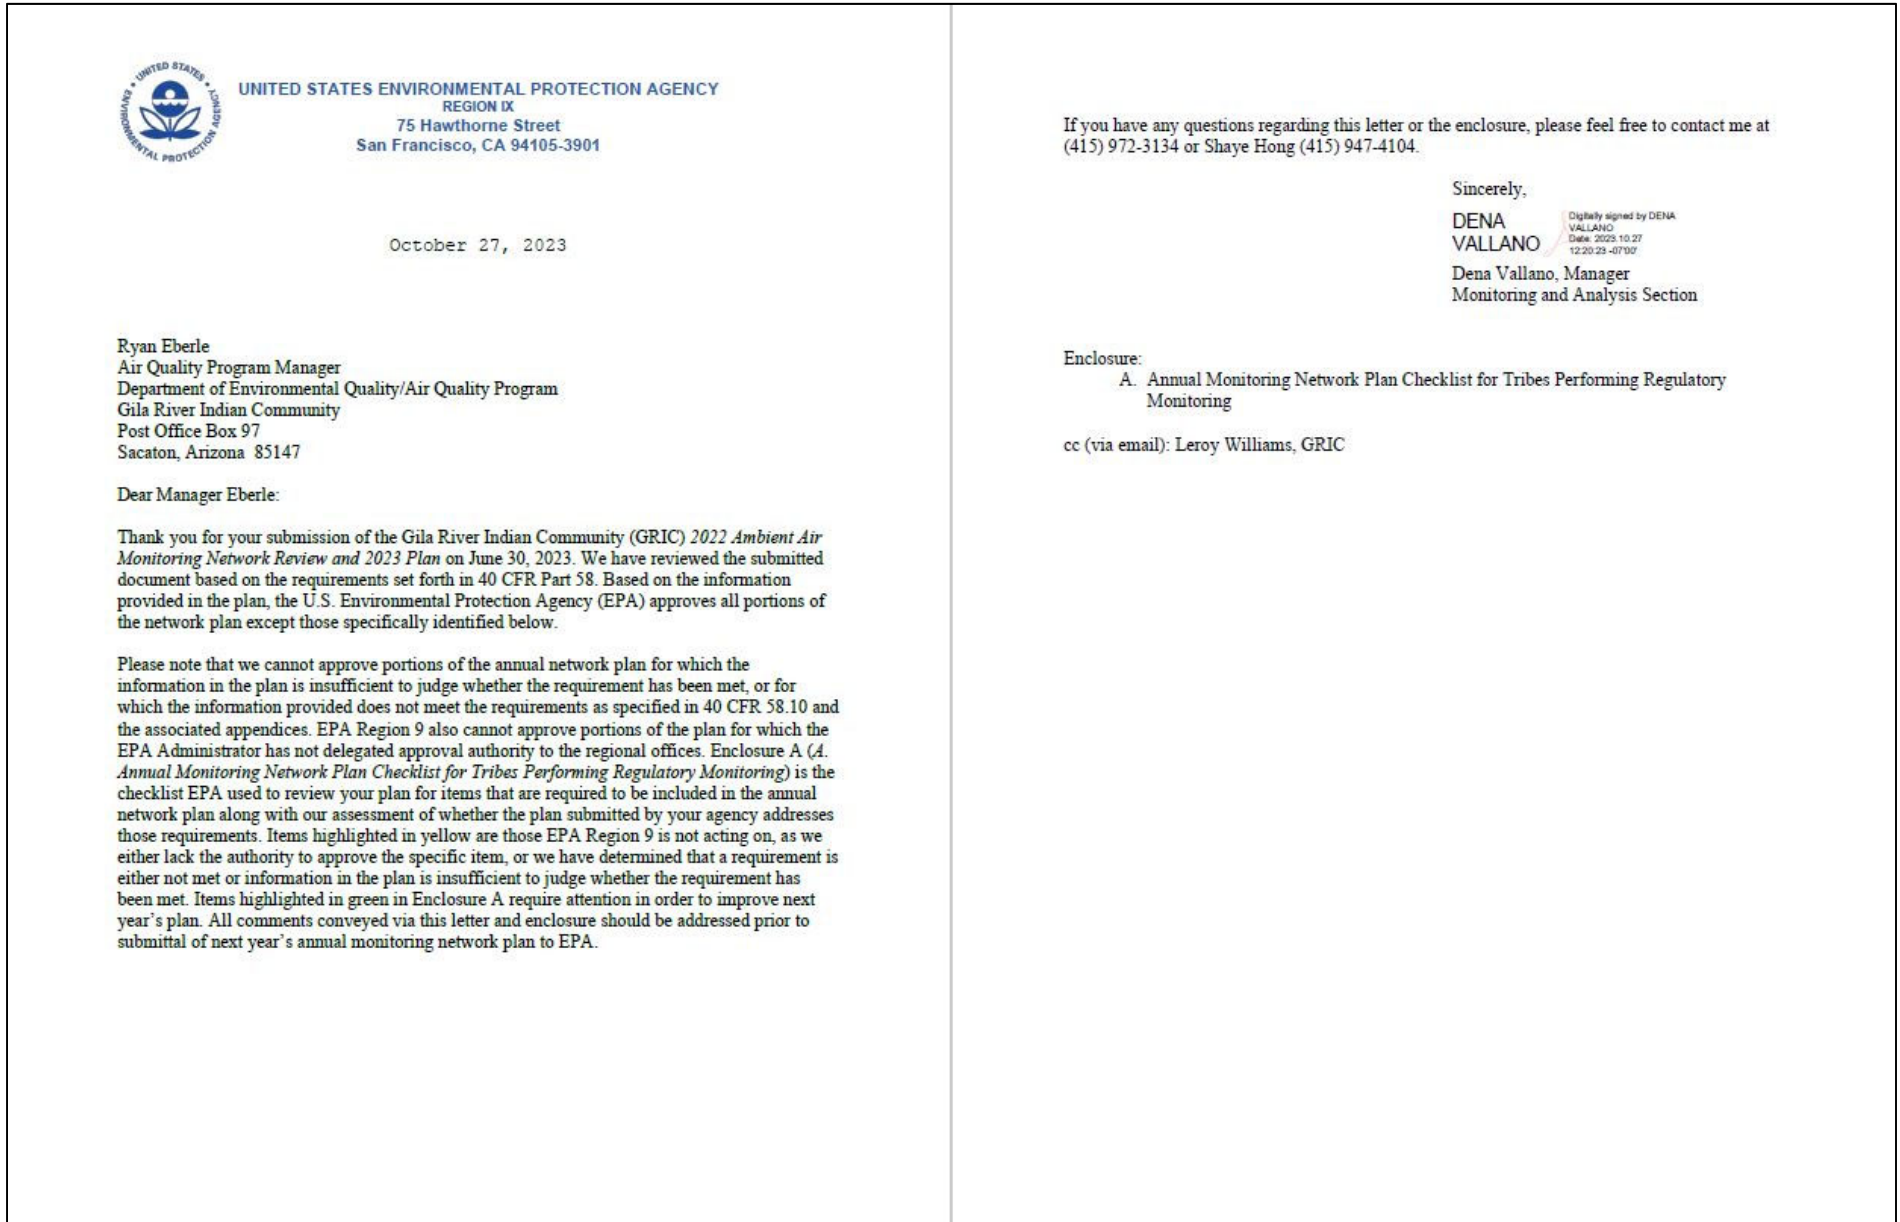 UNITED STATES
ENVIRONMENTAL PROTECTION AGENCY
UNITED STATES ENVIRONMENTAL PROTECTION AGENCY
REGION IX
75 Hawthorne Street
San Francisco, CA 94105-3901
October 27, 2023
Ryan Eberle
Air Quality Program Manager
Department of Environmental Quality/Air Quality Program
Gila River Indian Community
Post Office Box 97
Sacaton, Arizona 85147
Dear Manager Eberle:
Thank you for your submission of the Gila River Indian Community (GRIC) 2022 Ambient Air
Monitoring Network Review and 2023 Plan on June 30, 2023. We have reviewed the submitted
document based on the requirements set forth in 40 CFR Part 58. Based on the information
provided in the plan, the U.S. Environmental Protection Agency (EPA) approves all portions of
the network plan except those specifically identified below.
Please note that we cannot approve portions of the annual network plan for which the
information in the plan is insufficient to judge whether the requirement has been met, or for
which the information provided does not meet the requirements as specified in 40 CFR 58.10 and
the associated appendices. EPA Region 9 also cannot approve portions of the plan for which the
EPA Administrator has not delegated approval authority to the regional offices. Enclosure A (A.
Annual Monitoring Network Plan Checklist for Tribes Performing Regulatory Monitoring) is the
checklist EPA used to review your plan for items that are required to be included in the annual
network plan along with our assessment of whether the plan submitted by your agency addresses
those requirements. Items highlighted in yellow are those EPA Region 9 is not acting on, as we
either lack the authority to approve the specific item, or we have determined that a requirement is
either not met or information in the plan is insufficient to judge whether the requirement has
been met. Items highlighted in green in Enclosure A require attention in order to improve next
year's plan. All comments conveyed via this letter and enclosure should be addressed prior to
submittal of next year's annual monitoring network plan to EPA.
If you have any questions regarding this letter or the enclosure, please feel free to contact me at
(415) 972-3134 or Shaye Hong (415) 947-4104.
Sincerely,
DENA
VALLANO
Digitally signed by DENA
VALLANO
Date: 2023.10.27
12:20:23 -07'00'
Dena Vallano, Manager
Monitoring and Analysis Section
Enclosure:
A. Annual Monitoring Network Plan Checklist for Tribes Performing Regulatory
Monitoring
cc (via email): Leroy Williams, GRIC